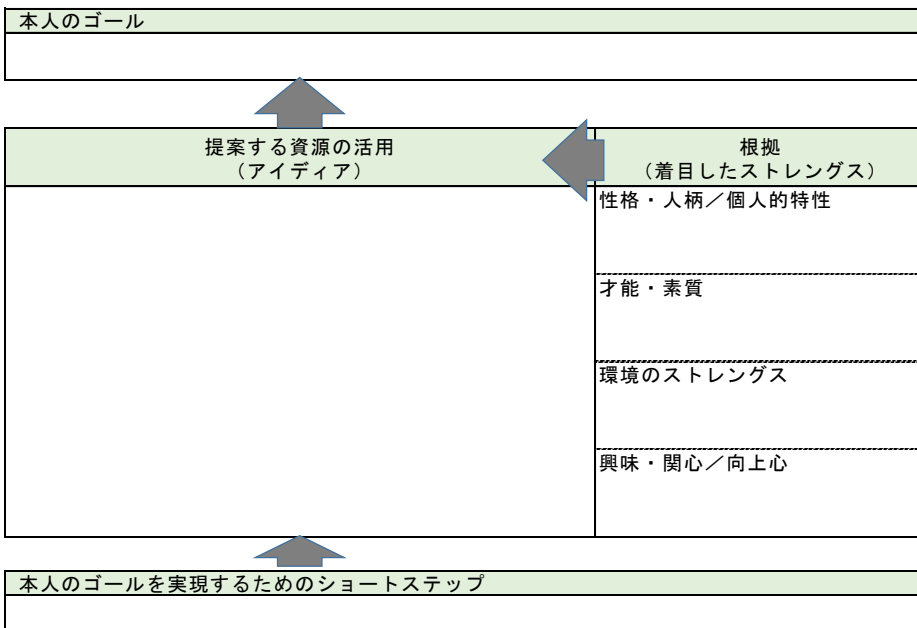 本人のゴール
提案する資源の活用
（アイディア）
根拠
（着目したストレングス）
性格・人柄／個人的特性
才能・素質
環境のストレングス
興味・関心／向上心
本人のゴールを実現するためのショートステップ